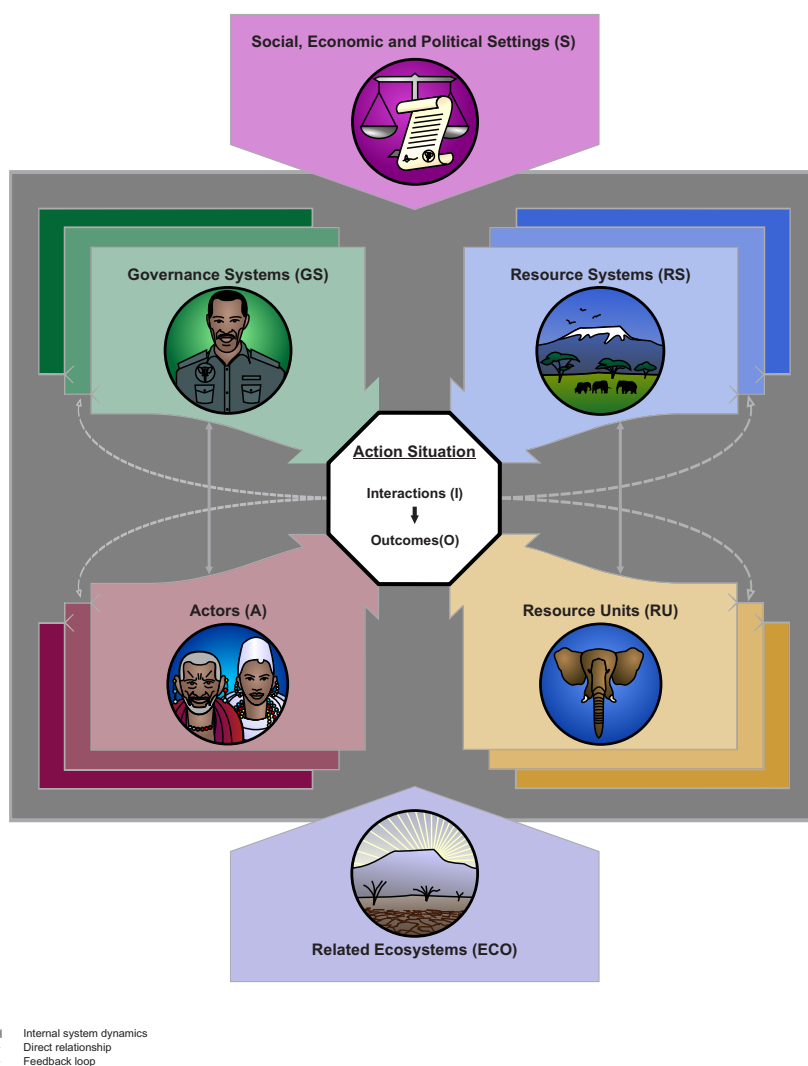 Social, Economic and Political Settings (S)
Governance Systems (GS)
Resource Systems (RS)
Action Situation
Interactions (I)
Outcomes(O)
Actors (A)
Resource Units (RU)
Related Ecosystems (ECO)
Internal system dynamics
Direct relationship
Feedback loop